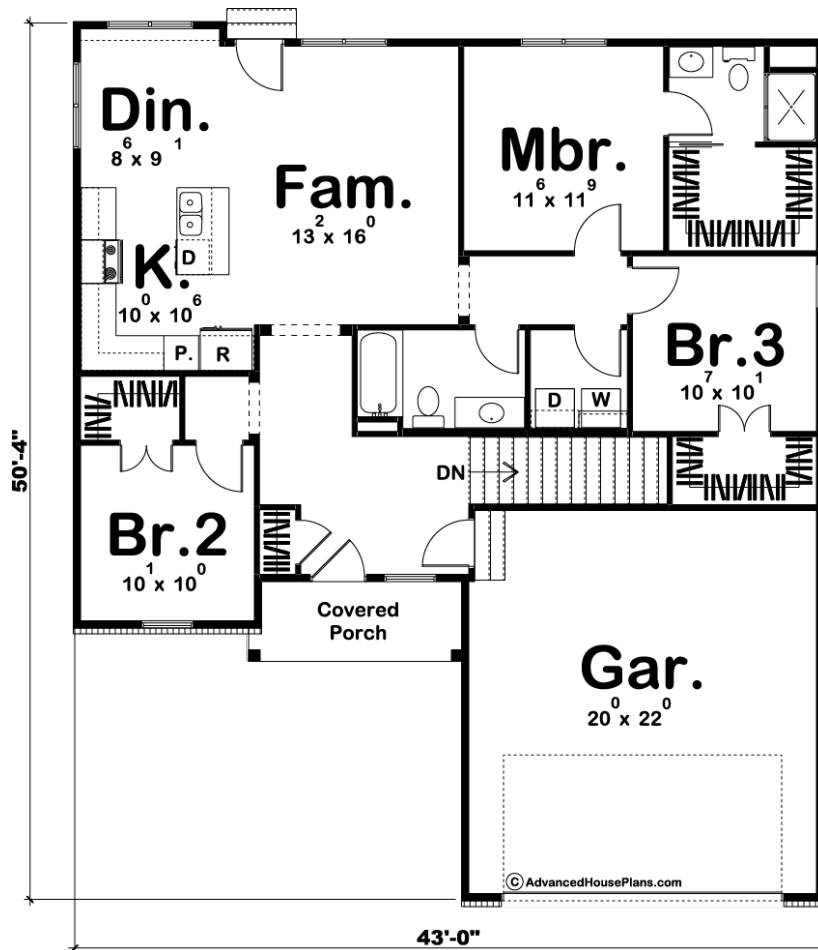 Din.
8⁶ x 9¹
Fam.
13² x 16⁰
Mbr.
11⁶ x 11⁹
D
K.
10⁰ x 10⁶
P.
R
Br.3
10⁷ x 10¹
D
W
50'-4"
DN
Br.2
10¹ x 10⁰
Covered
Porch
Gar.
20⁰ x 22⁰
© AdvancedHousePlans.com
43'-0"